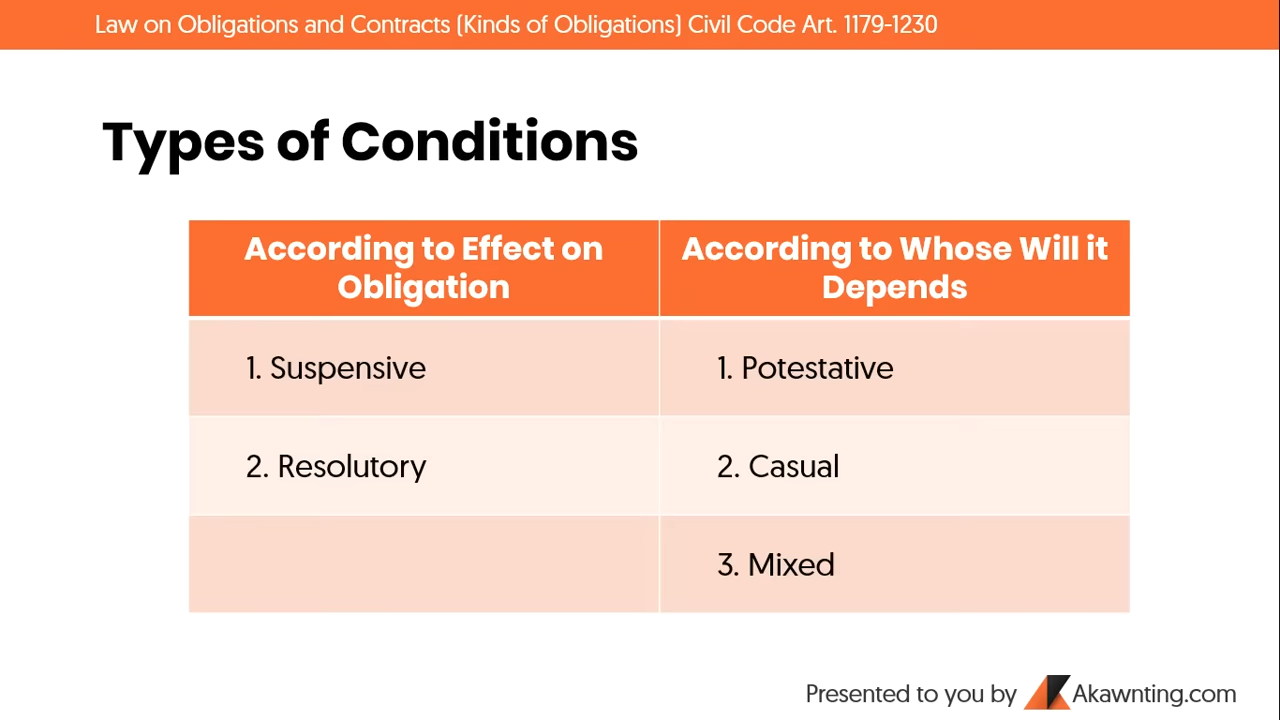 Law on Obligations and Contracts (Kinds of Obligations) Civil Code Art. 1179-1230
Types of Conditions
According to Effect on
Obligation
According to Whose Will it
Depends
1. Suspensive
1. Potestative
2. Resolutory
2. Casual
3. Mixed
Presented to you by Akawnting.com